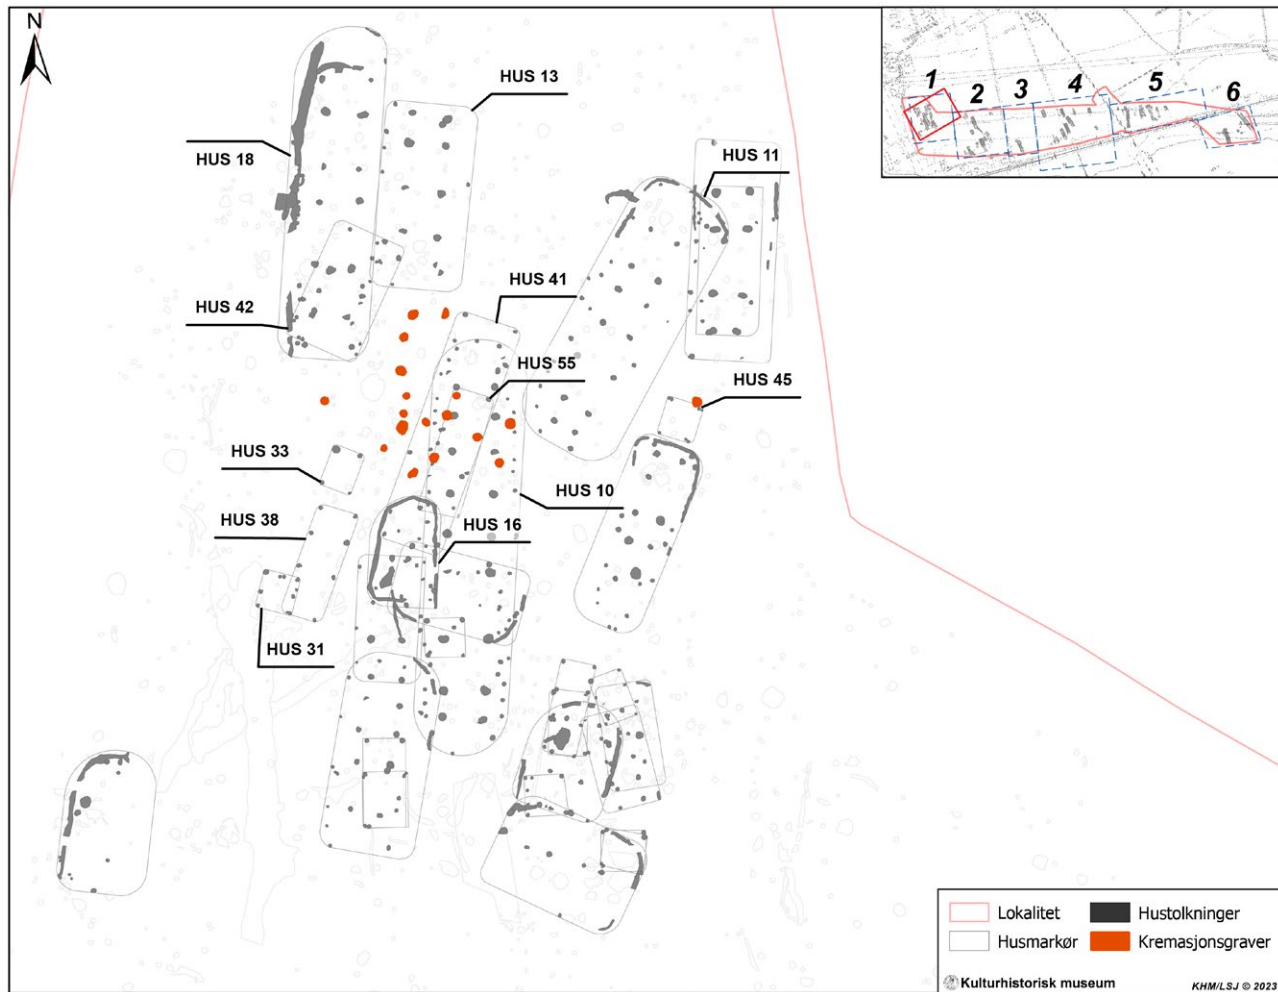 N
1
2
3
4
5
6
HUS 13
HUS 18
HUS 11
HUS 41
HUS 42
HUS 55
HUS 45
HUS 33
HUS 10
HUS 38
HUS 16
HUS 31
Lokalitet
Hustolkninger
Husmarkør
Kremasjonsgraver
Kulturhistorisk museum
KHM/LSJ © 2023